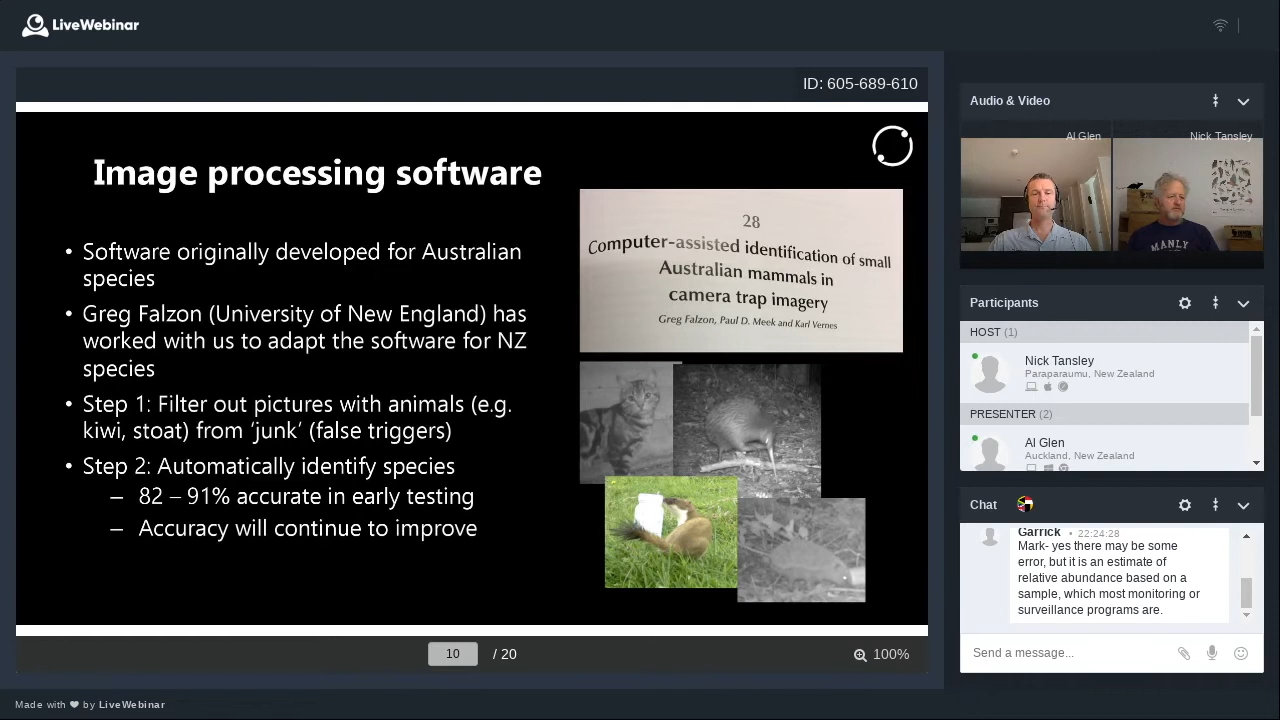 LiveWebinar
ID: 605-689-610
Image processing software
• Software originally developed for Australian
species
• Greg Falzon (University of New England) has
worked with us to adapt the software for NZ
species
• Step 1: Filter out pictures with animals (e.g.
kiwi, stoat) from ‘junk’ (false triggers)
• Step 2: Automatically identify species
– 82 – 91% accurate in early testing
– Accuracy will continue to improve
28
Computer-assisted identification of small
Australian mammals in
camera trap imagery
Greg Falzon, Paul D. Meek and Karl Vernes
10 / 20
100%
Audio & Video
Al Glen
Nick Tansley
MANLY
Participants
HOST (1)
Nick Tansley
Paraparaumu, New Zealand
PRESENTER (2)
Al Glen
Auckland, New Zealand
Chat
Garrick • 22:24:28
Mark- yes there may be some
error, but it is an estimate of
relative abundance based on a
sample, which most monitoring or
surveillance programs are.
Send a message...
Made with ❤ by LiveWebinar